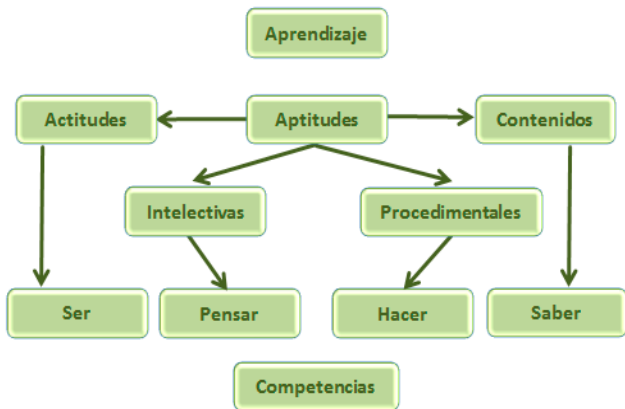 Aprendizaje
Actitudes
Aptitudes
Contenidos
Intelectivas
Procedimentales
Ser
Pensar
Hacer
Saber
Competencias